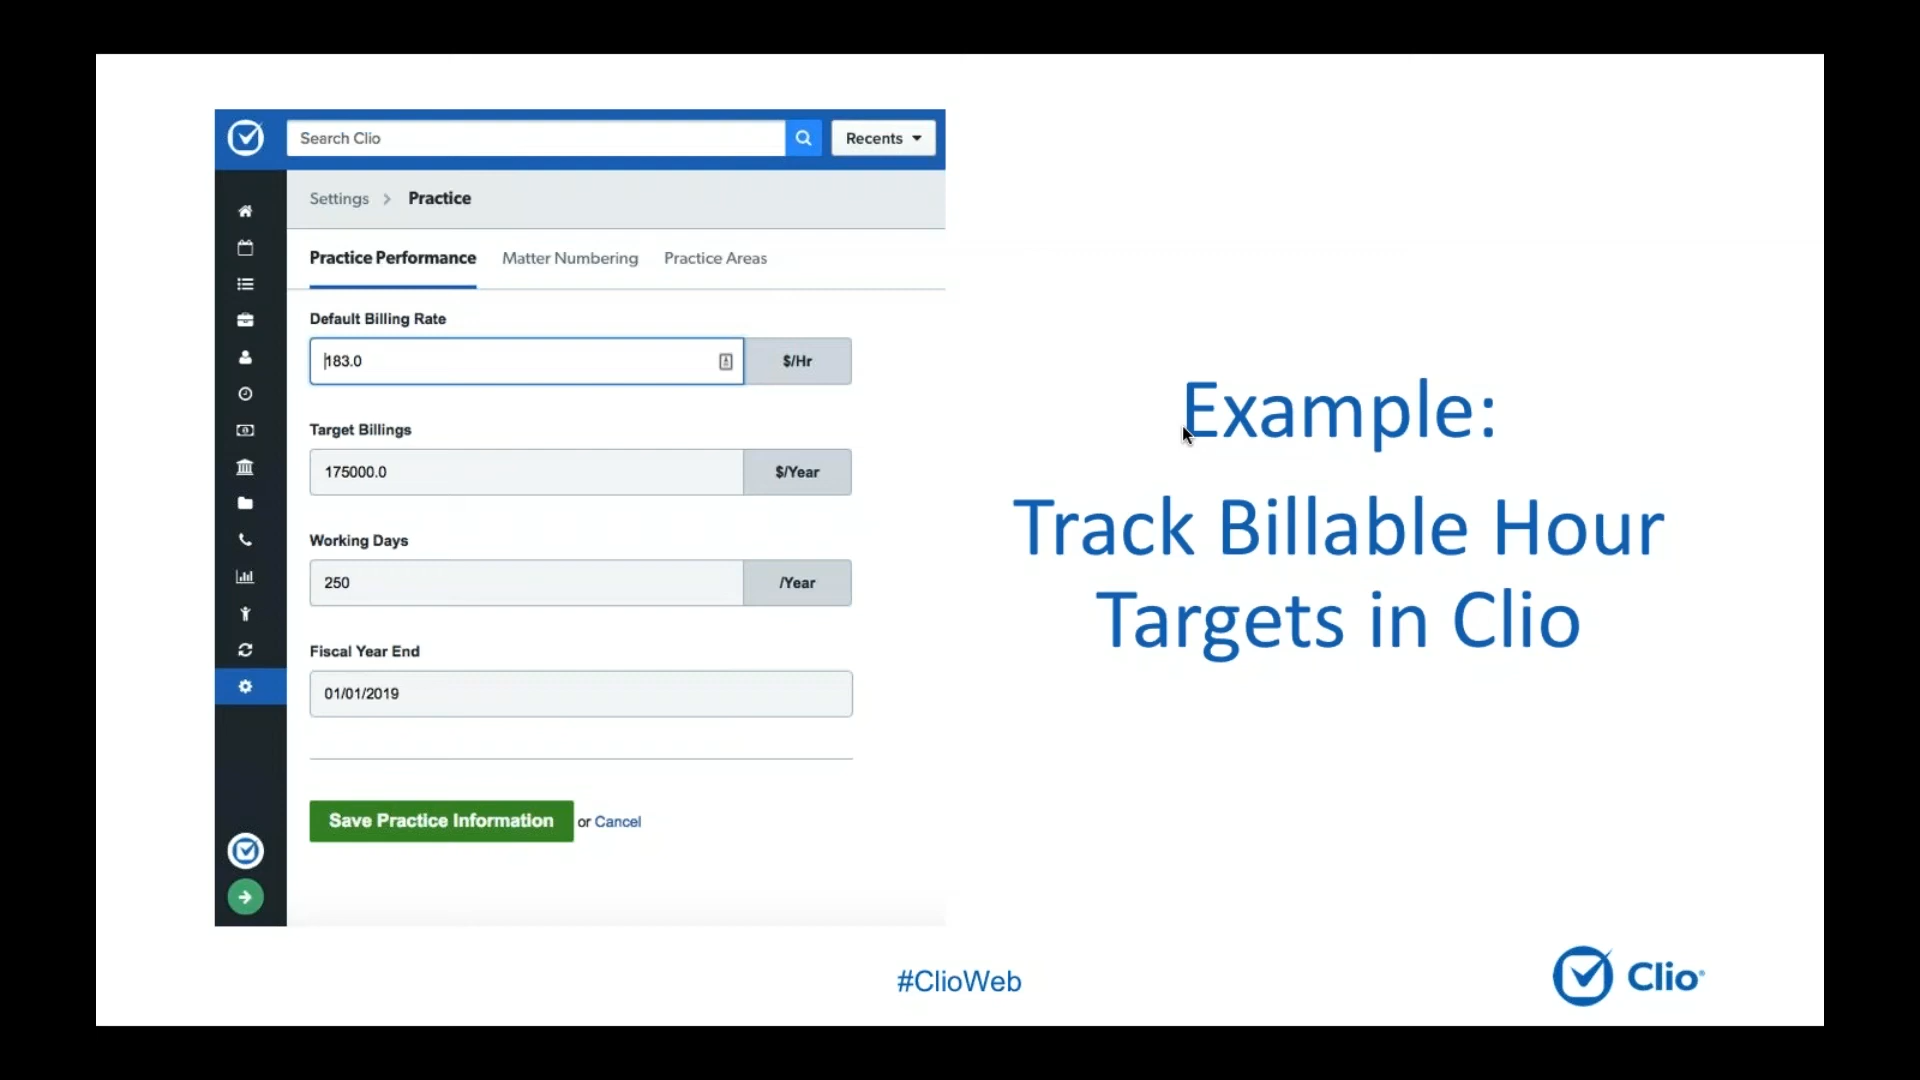 Search Clio
Recents
Settings > Practice
Practice Performance Matter Numbering Practice Areas
Default Billing Rate
183.0 $/Hr
Target Billings
175000.0 $/Year
Working Days
250 /Year
Fiscal Year End
01/01/2019
Save Practice Information or Cancel
Example:
Track Billable Hour
Targets in Clio
#ClioWeb
Clio®